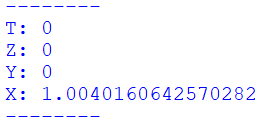 --------
T: 0
Z: 0
Y: 0
X: 1.0040160642570282
--------